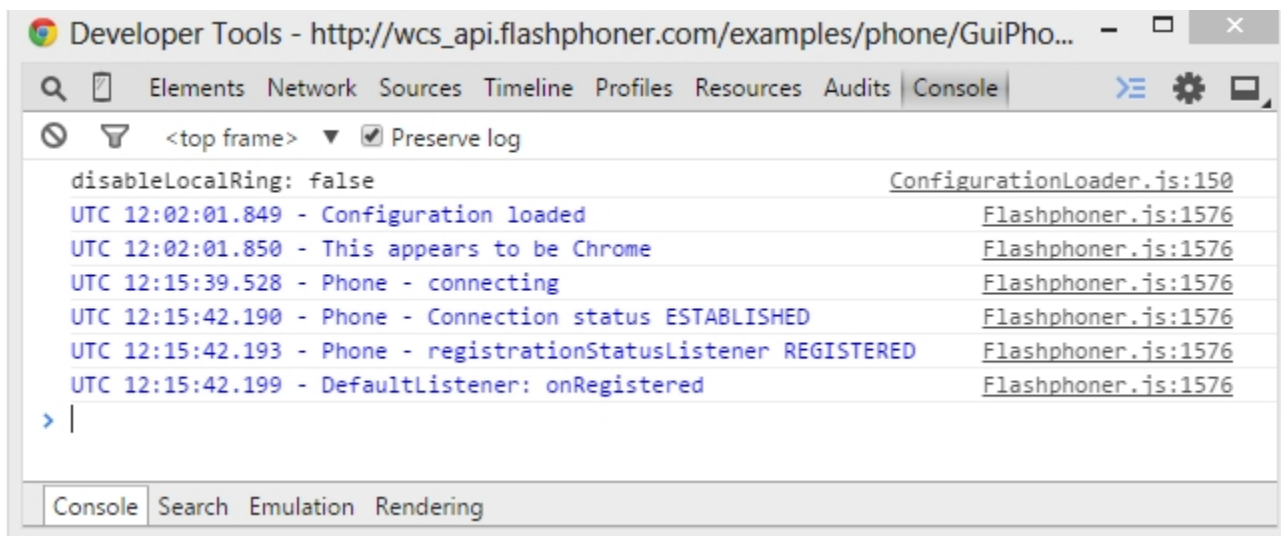 Developer Tools - http://wcs_api.flashphoner.com/examples/phone/GuiPho...
Elements Network Sources Timeline Profiles Resources Audits Console
<top frame> ▼ Preserve log
disableLocalRing: false ConfigurationLoader.js:150
UTC 12:02:01.849 - Configuration loaded Flashphoner.js:1576
UTC 12:02:01.850 - This appears to be Chrome Flashphoner.js:1576
UTC 12:15:39.528 - Phone - connecting Flashphoner.js:1576
UTC 12:15:42.190 - Phone - Connection status ESTABLISHED Flashphoner.js:1576
UTC 12:15:42.193 - Phone - registrationStatusListener REGISTERED Flashphoner.js:1576
UTC 12:15:42.199 - DefaultListener: onRegistered Flashphoner.js:1576
>
Console Search Emulation Rendering